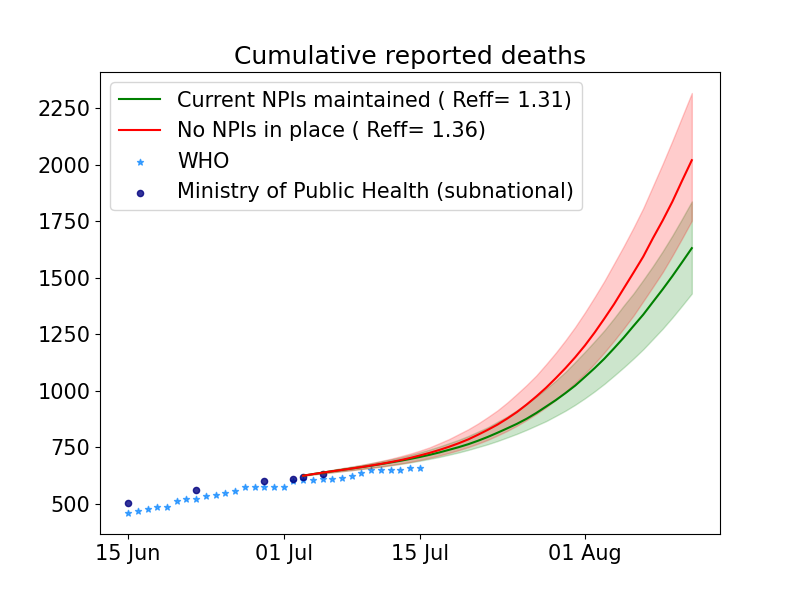 Cumulative reported deaths
Current NPIs maintained ( Reff= 1.31)
No NPIs in place ( Reff= 1.36)
WHO
Ministry of Public Health (subnational)
2250
2000
1750
1500
1250
1000
750
500
15 Jun
01 Jul
15 Jul
01 Aug